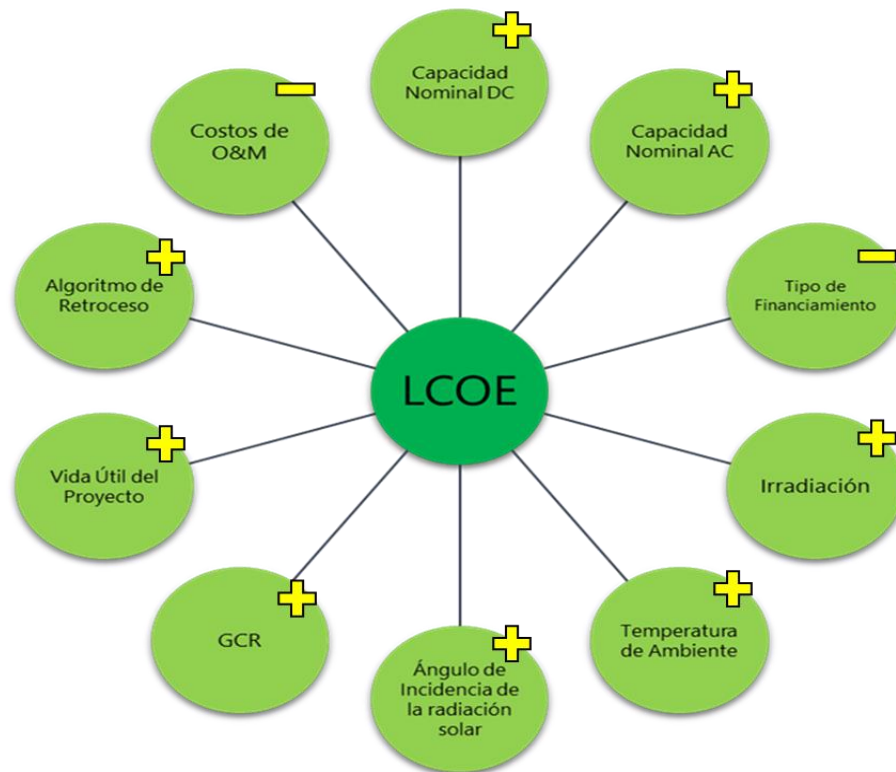 Capacidad
Nominal DC
Costos de
O&M
Capacidad
Nominal AC
Algoritmo de
Retroceso
Tipo de
Financiamiento
LCOE
Vida Útil del
Proyecto
Irradiación
GCR
Temperatura
de Ambiente
Ángulo de
Incidencia de
la radiación
solar